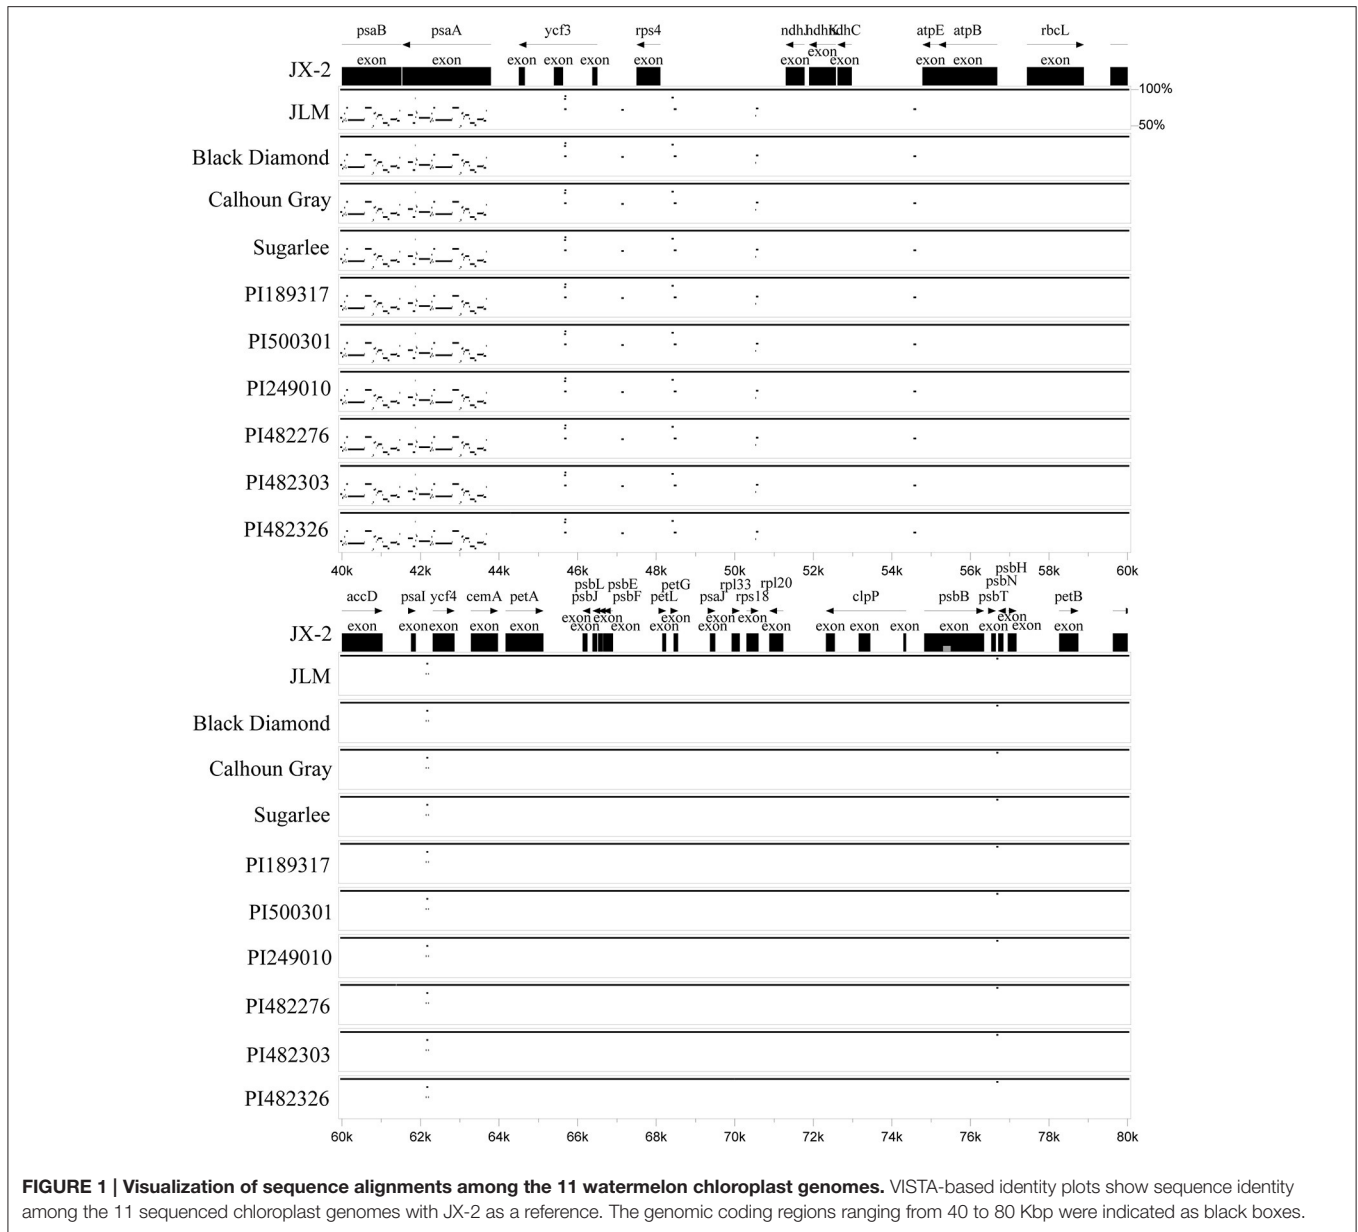 psaB psaA ycf3 rps4 ndhJ ndhK ndhC atpE atpB rbcL
exon
exon exon exon exon exon exon exon exon exon exon exon
JX-2
100%
JLM
50%
Black Diamond
Calhoun Gray
Sugarlee
PI189317
PI500301
PI249010
PI482276
PI482303
PI482326
40k 42k 44k 46k 48k 50k 52k 54k 56k 58k 60k
psbH
psbL psbE petG rpl33 rpl20 psbN
accD psaI ycf4 cemA petA psbJ psbF petL psaJ rps18 clpP psbB psbT petB
exon exon exon exon
exon exon exon exon exon exon exon exon exon exon exon exon exon exon exon exon exon exon
JX-2
JLM
Black Diamond
Calhoun Gray
Sugarlee
PI189317
PI500301
PI249010
PI482276
PI482303
PI482326
60k 62k 64k 66k 68k 70k 72k 74k 76k 78k 80k
FIGURE 1 | Visualization of sequence alignments among the 11 watermelon chloroplast genomes. VISTA-based identity plots show sequence identity
among the 11 sequenced chloroplast genomes with JX-2 as a reference. The genomic coding regions ranging from 40 to 80 Kbp were indicated as black boxes.